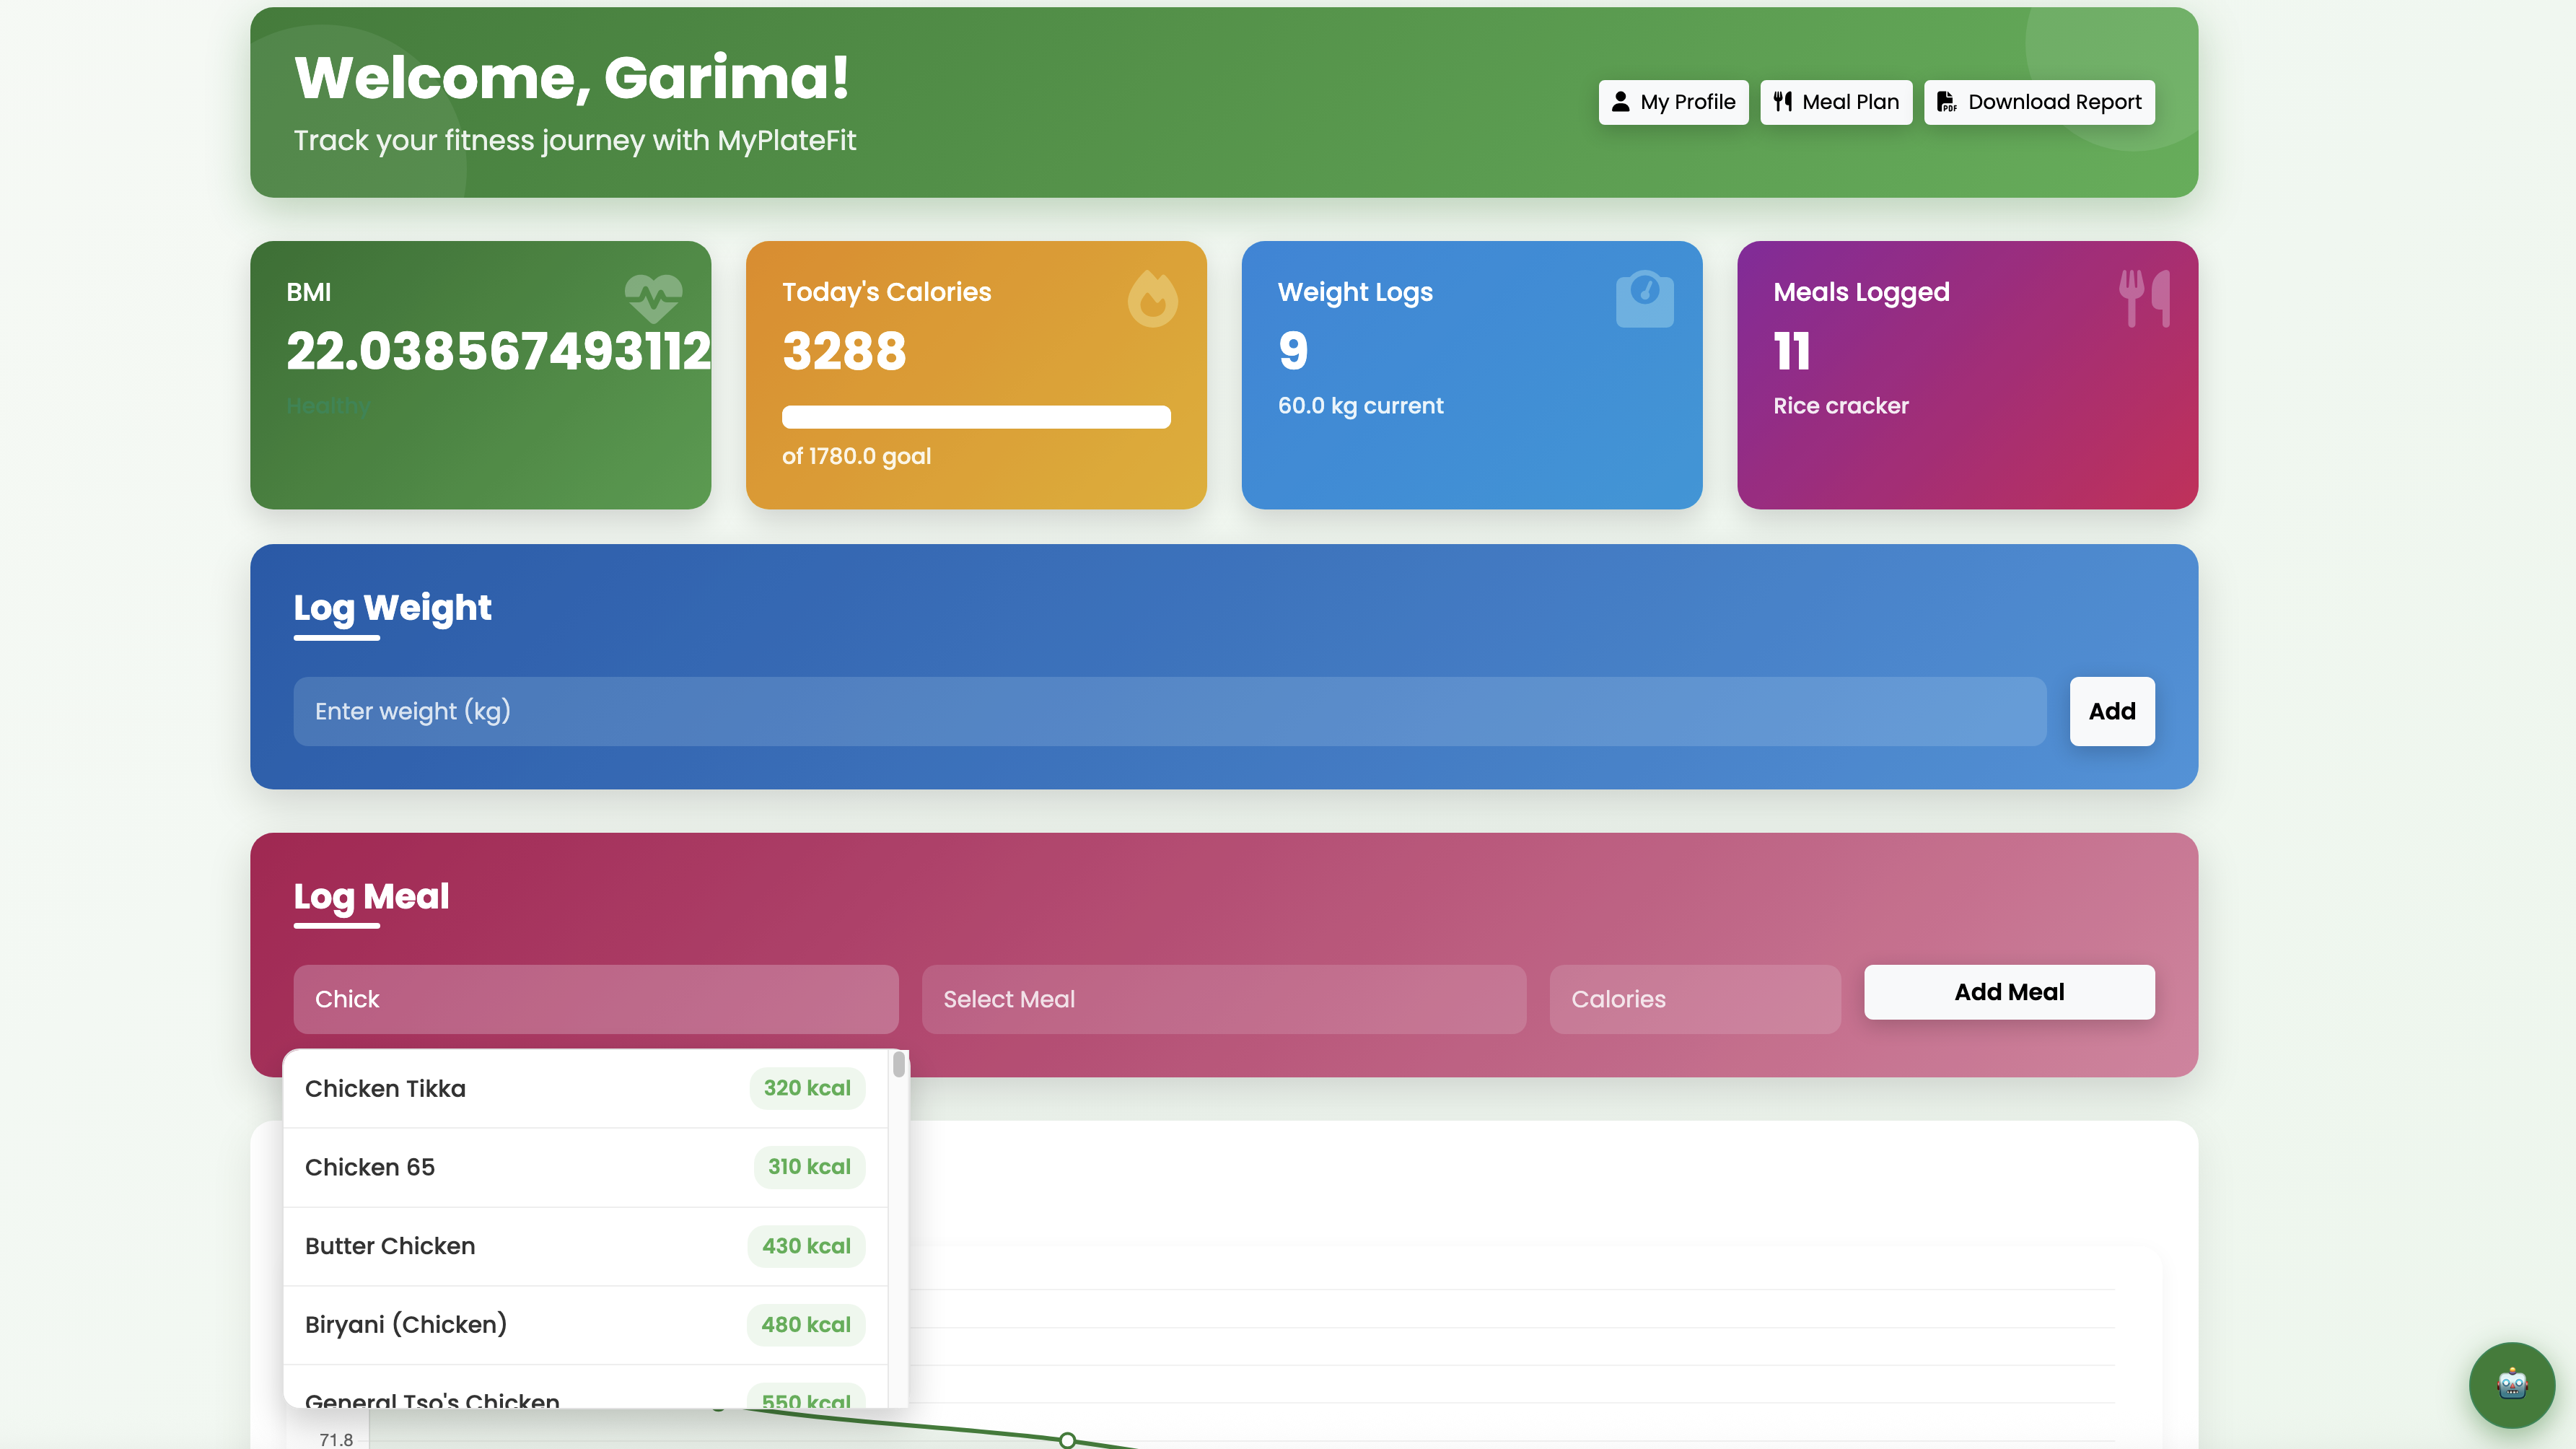 Welcome, Garima!
Track your fitness journey with MyPlateFit
My Profile
Meal Plan
PDF
Download Report
BMI
22.038567493112
Healthy
Today's Calories
3288
of 1780.0 goal
Weight Logs
9
60.0 kg current
Meals Logged
11
Rice cracker
Log Weight
Enter weight (kg)
Add
Log Meal
Chick
Select Meal
Calories
Add Meal
Chicken Tikka 320 kcal
Chicken 65 310 kcal
Butter Chicken 430 kcal
Biryani (Chicken) 480 kcal
General Tso's Chicken 550 kcal
71.8